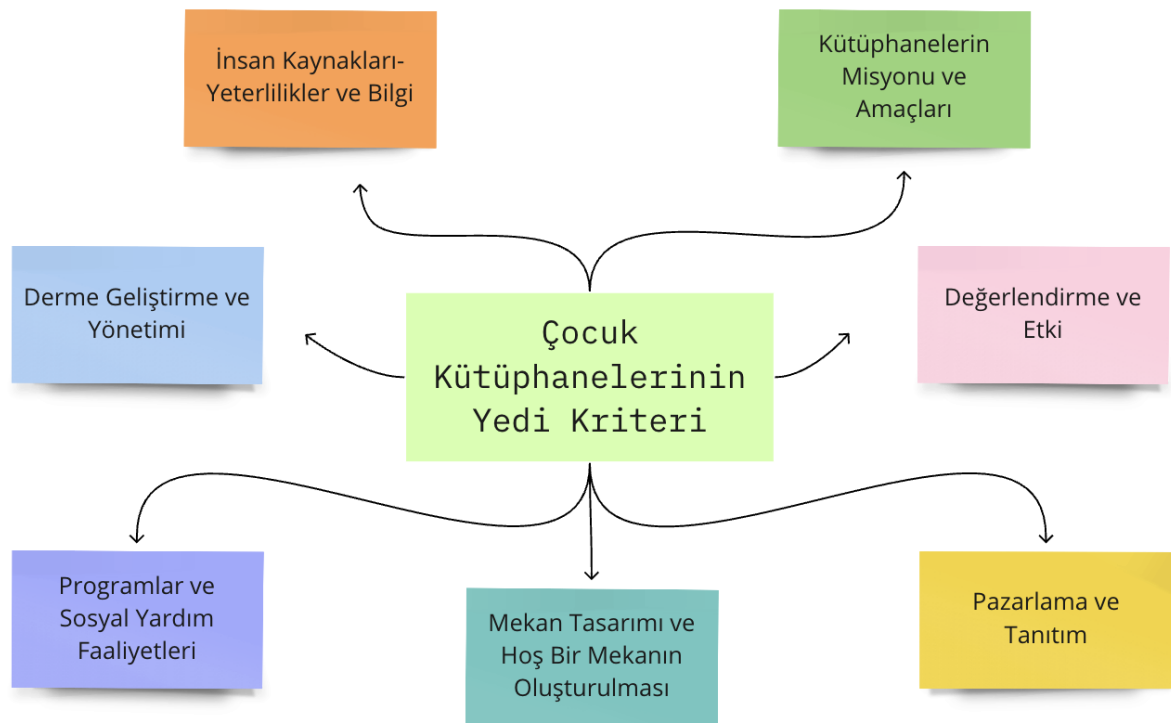 İnsan Kaynakları-
Yeterlilikler ve Bilgi
Kütüphanelerin
Misyonu ve
Amaçları
Derme Geliştirme ve
Yönetimi
Çocuk
Kütüphanelerinin
Yedi Kriteri
Değerlendirme ve
Etki
Programlar ve
Sosyal Yardım
Faaliyetleri
Mekan Tasarımı ve
Hoş Bir Mekanın
Oluşturulması
Pazarlama ve
Tanıtım